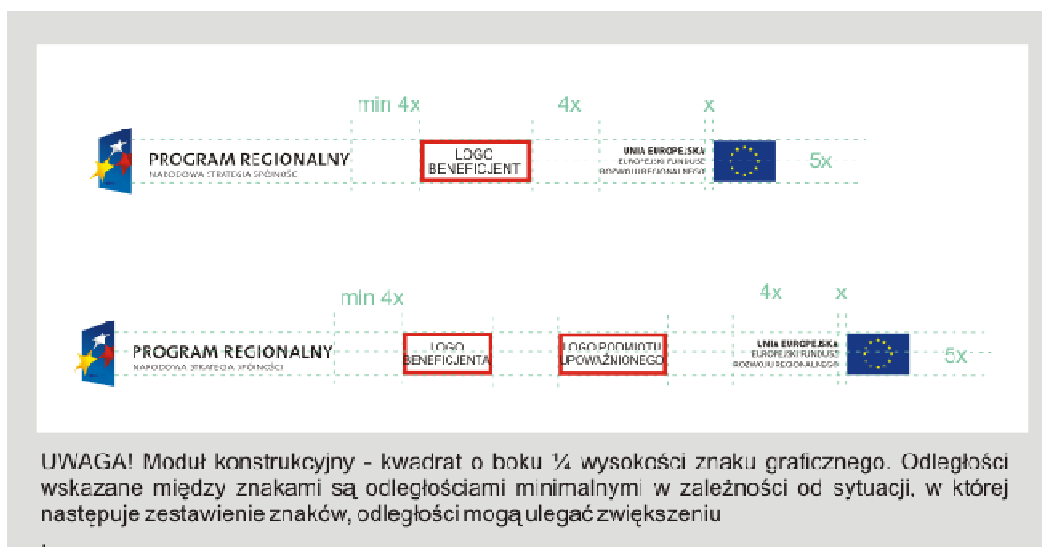 min 4x 4x x
PROGRAM REGIONALNY
NARODOWA STRATEGIA SPÓJNOŚC
LOGO
BENEFICJENT
UNIA EUROPEJSKA
EUROPEJSKI FUNDUSZ
ROZWOJU REGIONALNEGO
5x
min 4x 4x x
PROGRAM REGIONALNY
NARODOWA STRATEGIA SPÓJNOŚCI
LOGO
BENEFICJENTA
LOGO PODMIOTU
UPOWAŻNIONEGO
UNIA EUROPEJSKA
EUROPEJSKI FUNDUSZ
ROZWOJU REGIONALNEGO
5x
UWAGA! Moduł konstrukcyjny - kwadrat o boku ¼ wysokości znaku graficznego. Odległości
wskazane między znakami są odległościami minimalnymi w zależności od sytuacji, w której
następuje zestawienie znaków, odległości mogą ulegać zwiększeniu